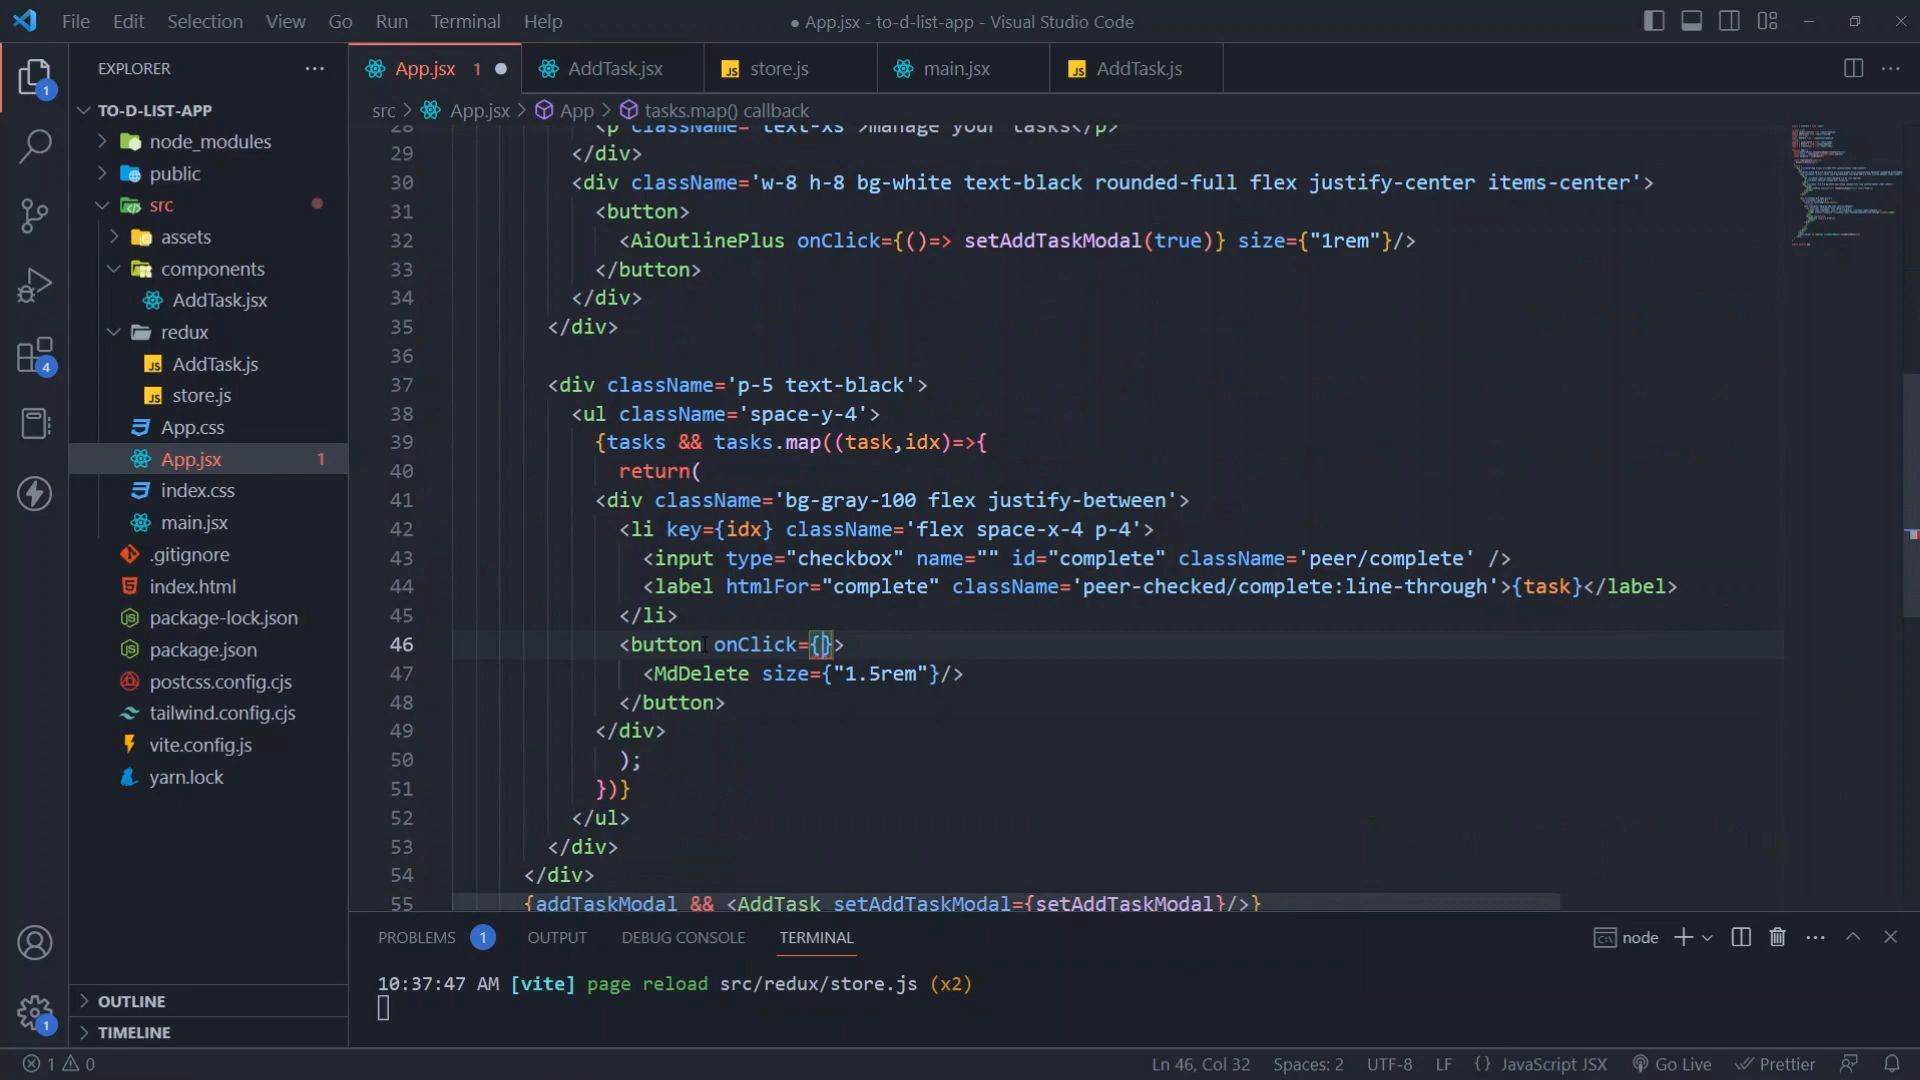 File Edit Selection View Go Run Terminal Help
● App.jsx - to-d-list-app - Visual Studio Code
EXPLORER
TO-D-LIST-APP
node_modules
public
src
assets
components
AddTask.jsx
redux
AddTask.js
store.js
App.css
App.jsx 1
index.css
main.jsx
.gitignore
index.html
package-lock.json
package.json
postcss.config.cjs
tailwind.config.cjs
vite.config.js
yarn.lock
OUTLINE
TIMELINE
1
4
1
App.jsx 1
AddTask.jsx
store.js
main.jsx
AddTask.js
src > App.jsx > App > tasks.map() callback
28 <p className='text-xs'>manage your tasks</p>
29 </div>
30 <div className='w-8 h-8 bg-white text-black rounded-full flex justify-center items-center'>
31 <button>
32 <AiOutlinePlus onClick={()=> setAddTaskModal(true)} size={"1rem"}/>
33 </button>
34 </div>
35 </div>
36
37 <div className='p-5 text-black'>
38 <ul className='space-y-4'>
39 {tasks && tasks.map((task,idx)=>{
40 return(
41 <div className='bg-gray-100 flex justify-between'>
42 <li key={idx} className='flex space-x-4 p-4'>
43 <input type="checkbox" name="" id="complete" className='peer/complete' />
44 <label htmlFor="complete" className='peer-checked/complete:line-through'>{task}</label>
45 </li>
46 <button onClick={}>
47 <MdDelete size={"1.5rem"}/>
48 </button>
49 </div>
50 );
51 })}
52 </ul>
53 </div>
54 </div>
55 {addTaskModal && <AddTask setAddTaskModal={setAddTaskModal}/>}
PROBLEMS 1 OUTPUT DEBUG CONSOLE TERMINAL
node
10:37:47 AM [vite] page reload src/redux/store.js (x2)
1 0
Ln 46, Col 32 Spaces: 2 UTF-8 LF {} JavaScript JSX Go Live Prettier